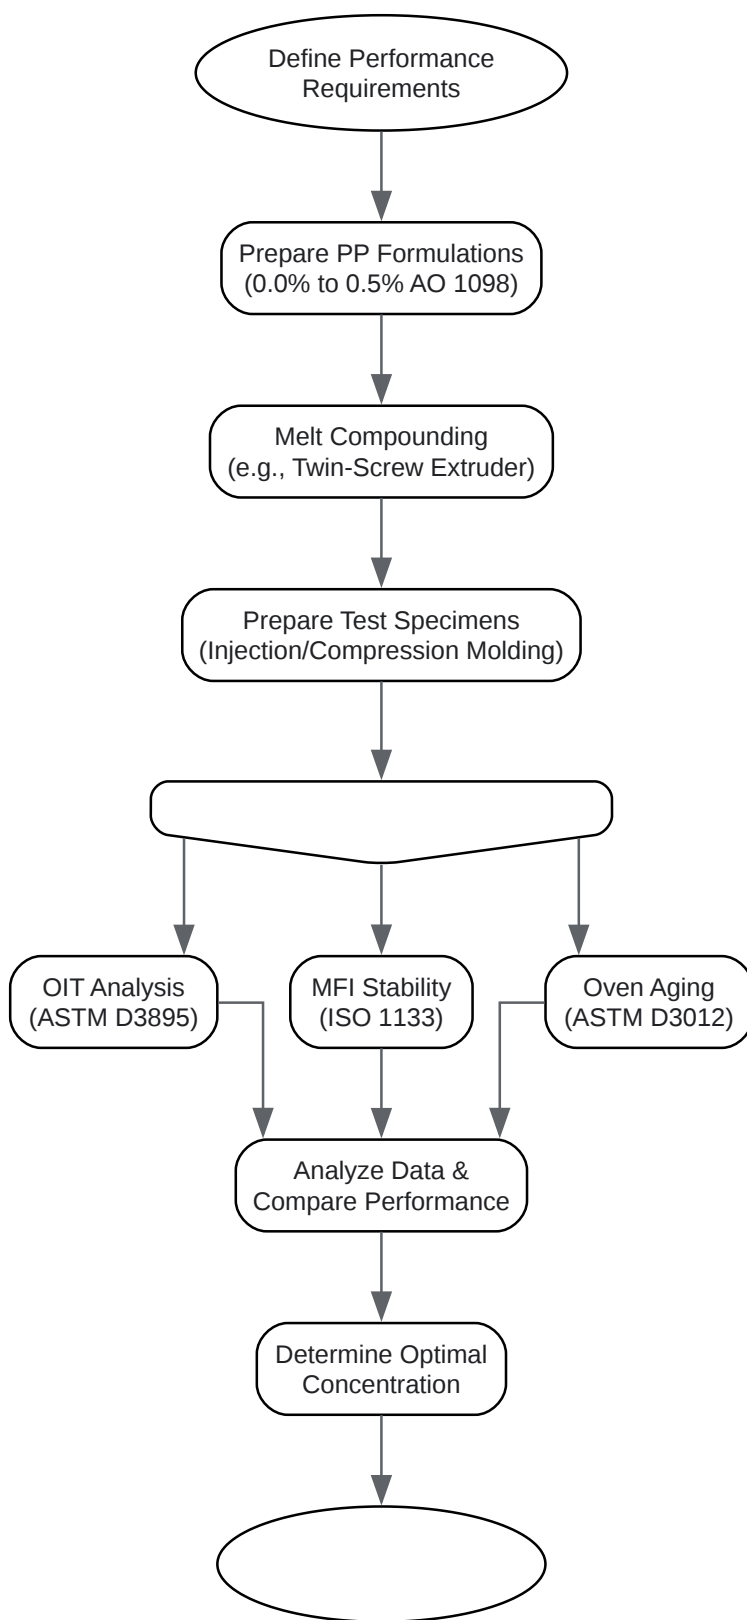 Define Performance
Requirements
Prepare PP Formulations
(0.0% to 0.5% AO 1098)
Melt Compounding
(e.g., Twin-Screw Extruder)
Prepare Test Specimens
(Injection/Compression Molding)
OIT Analysis
(ASTM D3895)
MFI Stability
(ISO 1133)
Oven Aging
(ASTM D3012)
Analyze Data &
Compare Performance
Determine Optimal
Concentration